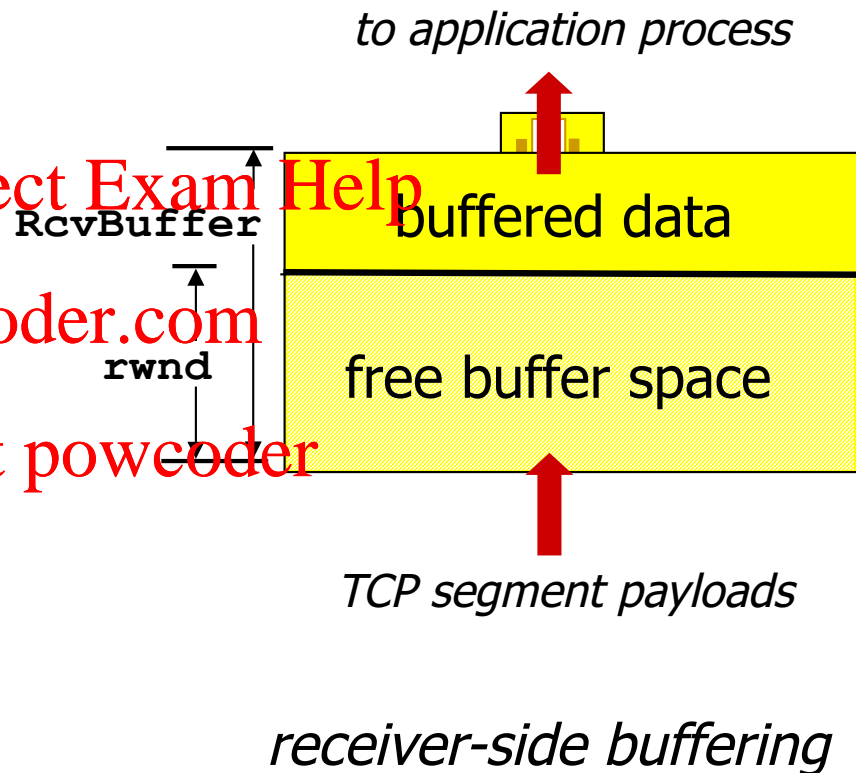 to application process
ect Exam Help
RcvBuffer
buffered data
oder.com
rwnd
free buffer space
t powcoder
TCP segment payloads
receiver-side buffering